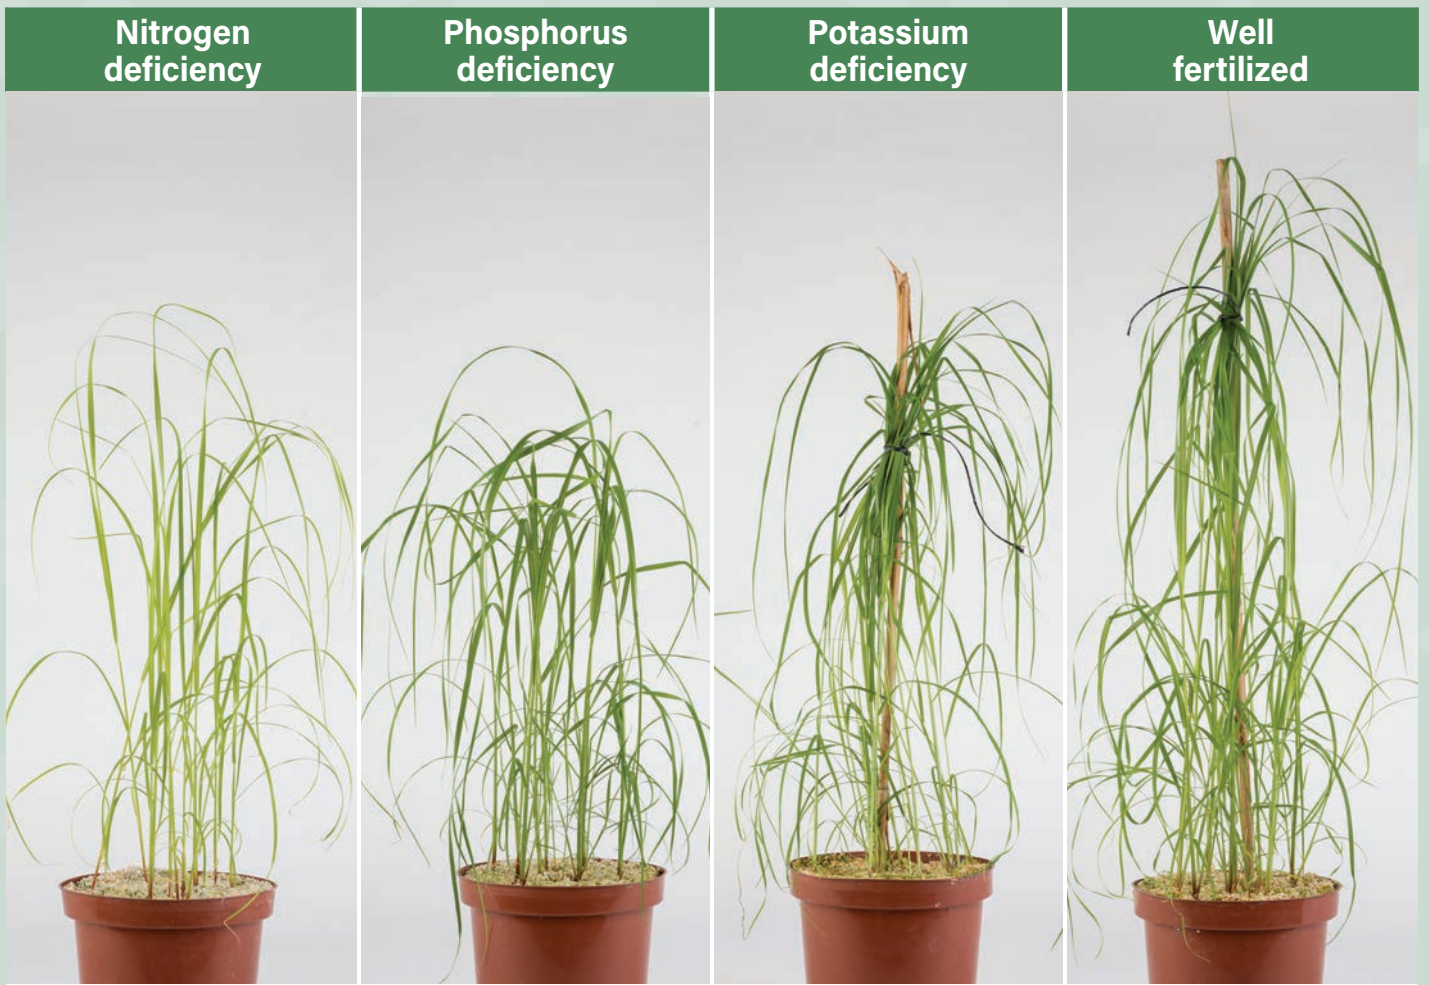 Nitrogen
deficiency
Phosphorus
deficiency
Potassium
deficiency
Well
fertilized